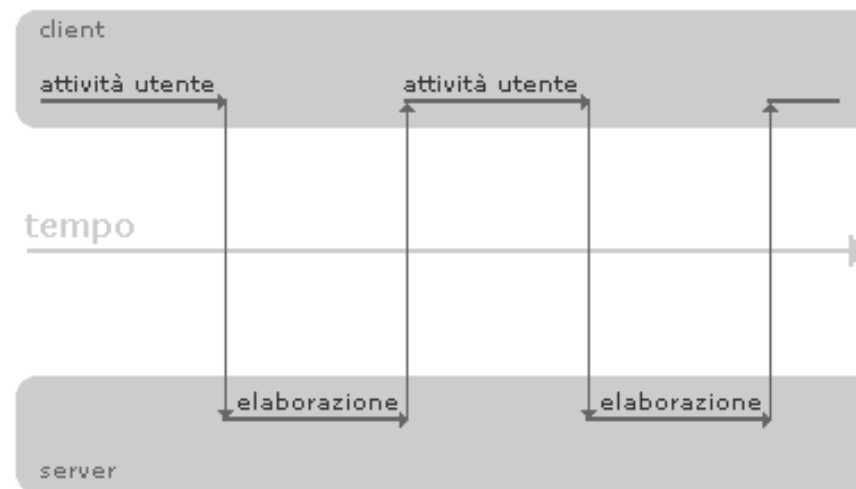 client
attività utente attività utente
tempo
elaborazione elaborazione
server